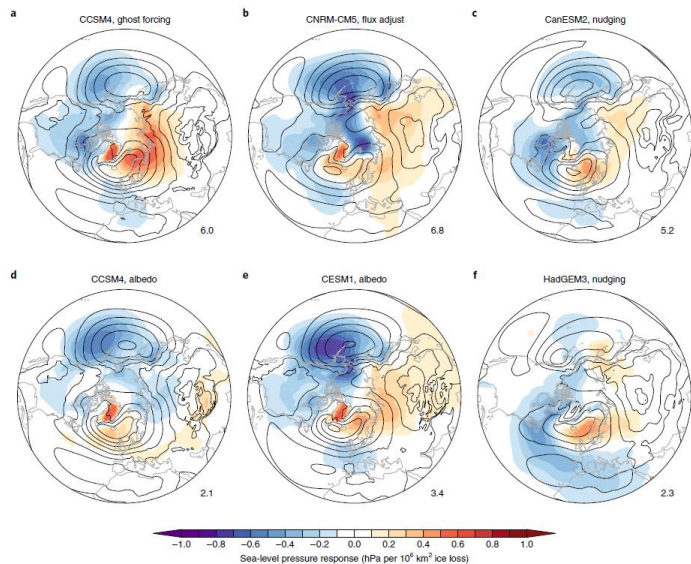 a CCSM4, ghost forcing
b CNRM-CM5, flux adjust
c CanESM2, nudging
6.0
6.8
5.2
d CCSM4, albedo
e CESM1, albedo
f HadGEM3, nudging
2.1
3.4
2.3
−1.0 −0.8 −0.6 −0.4 −0.2 0.0 0.2 0.4 0.6 0.8 1.0
Sea-level pressure response (hPa per 10⁶ km² ice loss)